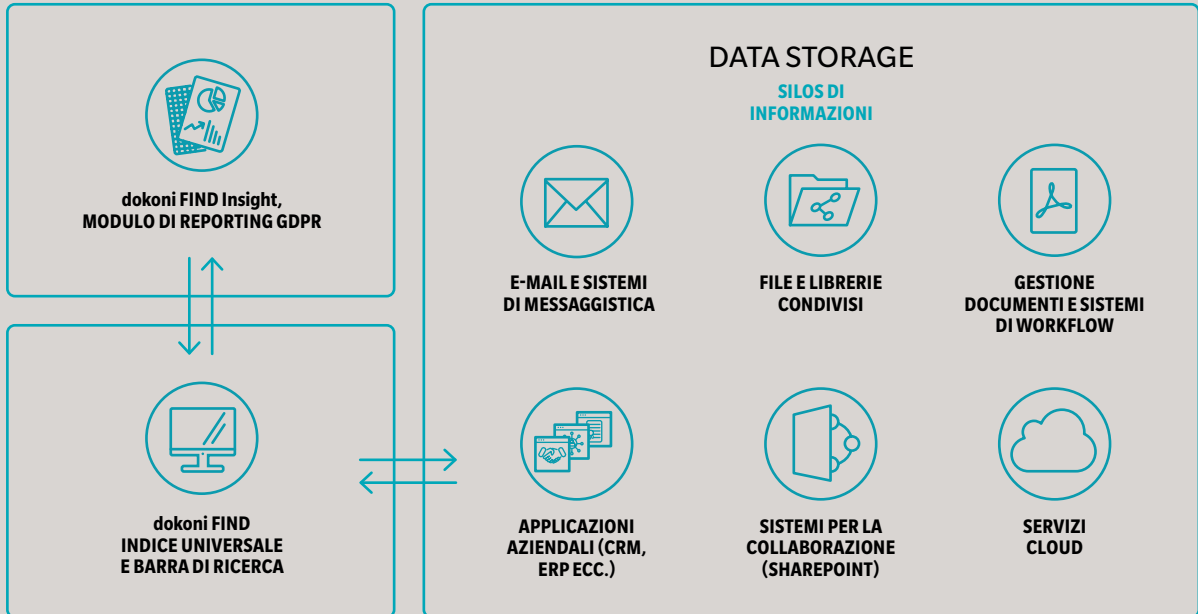 dokoni FIND Insight,
MODULO DI REPORTING GDPR
dokoni FIND
INDICE UNIVERSALE
E BARRA DI RICERCA
DATA STORAGE
SILOS DI
INFORMAZIONI
E-MAIL E SISTEMI
DI MESSAGGISTICA
FILE E LIBRERIE
CONDIVISI
GESTIONE
DOCUMENTI E SISTEMI
DI WORKFLOW
APPLICAZIONI
AZIENDALI (CRM,
ERP ECC.)
SISTEMI PER LA
COLLABORAZIONE
(SHAREPOINT)
SERVIZI
CLOUD